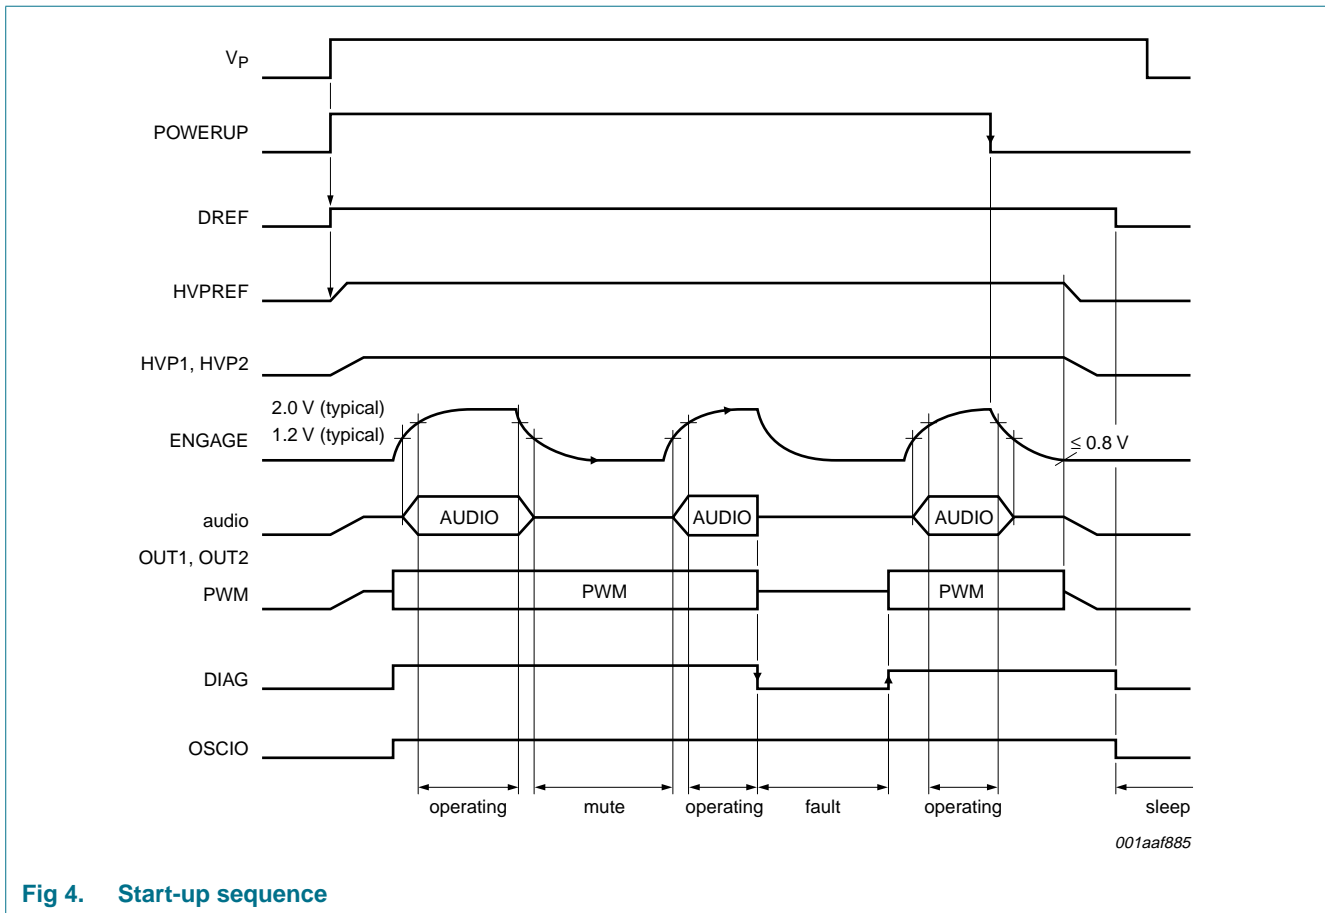 VP
POWERUP
DREF
HVPREF
HVP1, HVP2
2.0 V (typical)
1.2 V (typical)
ENGAGE
≤ 0.8 V
audio
AUDIO
AUDIO
AUDIO
OUT1, OUT2
PWM
PWM
PWM
DIAG
OSCIO
operating
mute
operating
fault
operating
sleep
001aaf885
Fig 4. Start-up sequence